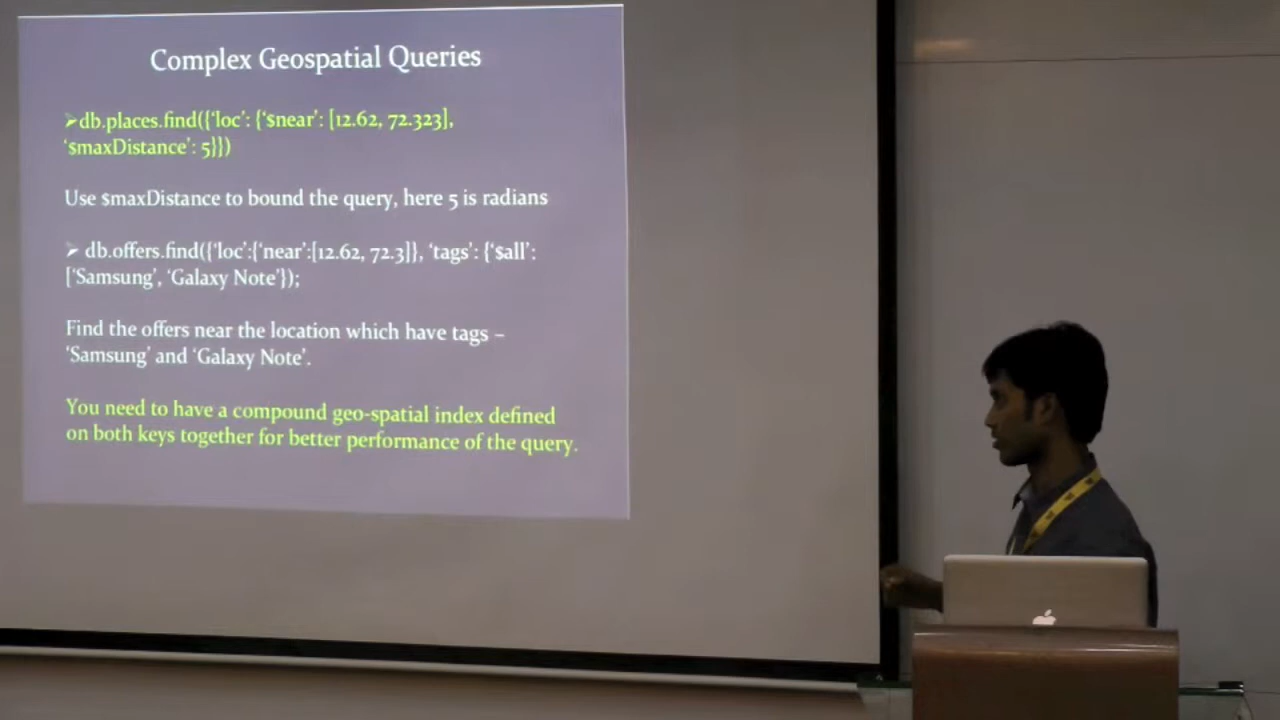 Complex Geospatial Queries
➢db.places.find({‘loc’: {‘$near’: [12.62, 72.323],
‘$maxDistance’: 5}})
Use $maxDistance to bound the query, here 5 is radians
➢ db.offers.find({‘loc’:{‘near’:[12.62, 72.3]}, ‘tags’: {‘$all’:
[‘Samsung’, ‘Galaxy Note’});
Find the offers near the location which have tags –
‘Samsung’ and ‘Galaxy Note’.
You need to have a compound geo-spatial index defined
on both keys together for better performance of the query.